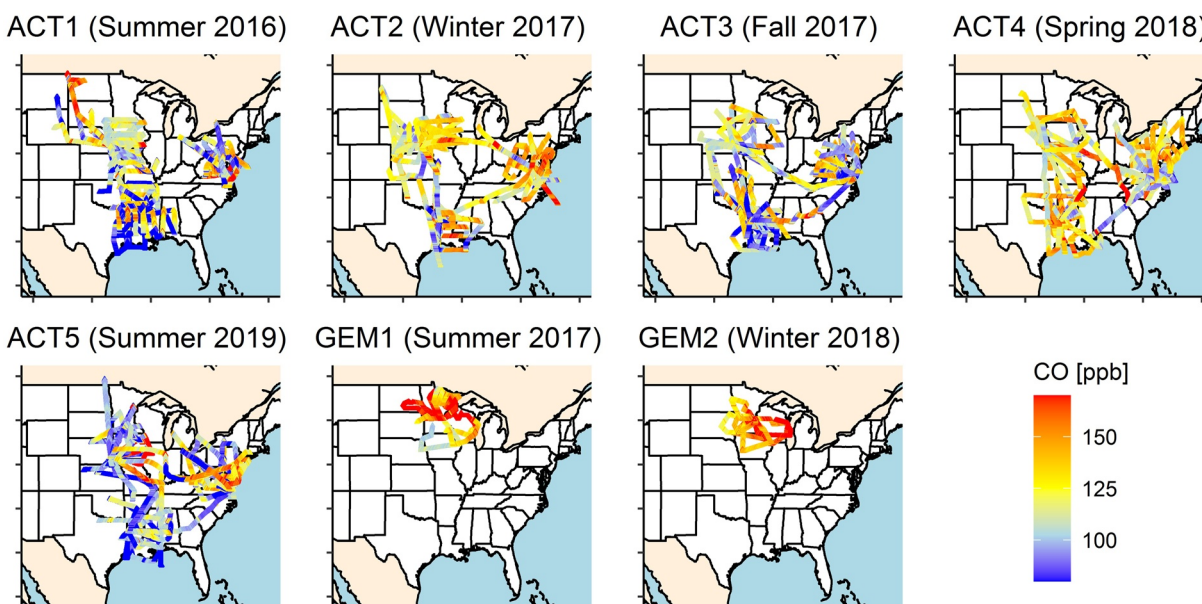 ACT1 (Summer 2016)
ACT2 (Winter 2017)
ACT3 (Fall 2017)
ACT4 (Spring 2018)
ACT5 (Summer 2019)
GEM1 (Summer 2017)
GEM2 (Winter 2018)
CO [ppb]
150
125
100